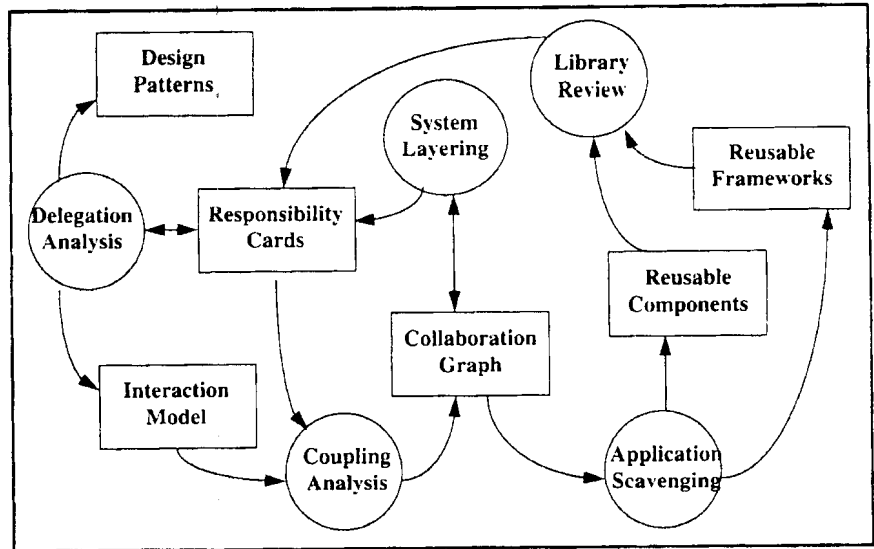 Design
Patterns
Library
Review
System
Layering
Reusable
Frameworks
Delegation
Analysis
Responsibility
Cards
Reusable
Components
Collaboration
Graph
Interaction
Model
Coupling
Analysis
Application
Scavenging